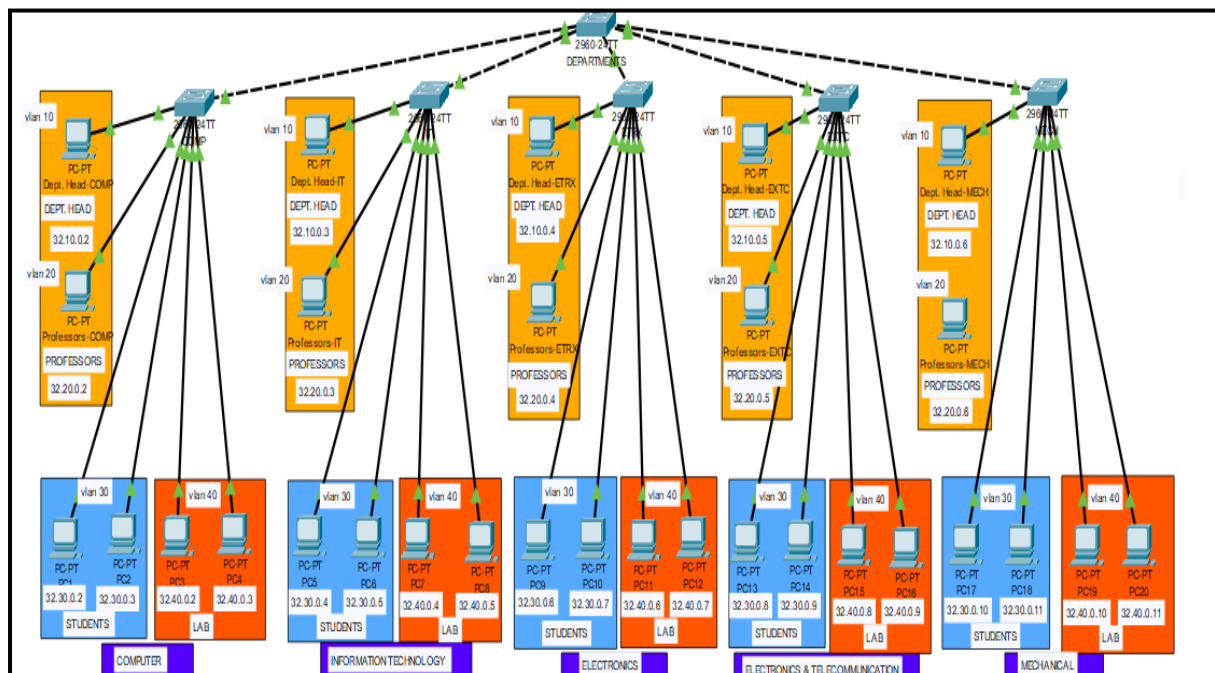 2960-24TT
DEPARTMENTS
vlan 10
PC-PT
Dept. Head-COMP
DEPT. HEAD
32.10.0.2
vlan 20
PC-PT
Professors-COMP
PROFESSORS
32.20.0.2
COMP
vlan 10
PC-PT
Dept. Head-IT
DEPT. HEAD
32.10.0.3
vlan 20
PC-PT
Professors-IT
PROFESSORS
32.20.0.3
vlan 10
PC-PT
Dept. Head-ETRX
DEPT. HEAD
32.10.0.4
vlan 20
PC-PT
Professors-ETRX
PROFESSORS
32.20.0.4
vlan 10
PC-PT
Dept. Head-EXTC
DEPT. HEAD
32.10.0.5
vlan 20
PC-PT
Professors-EXTC
PROFESSORS
32.20.0.5
vlan 10
PC-PT
Dept. Head-MECH
DEPT. HEAD
32.10.0.6
vlan 20
PC-PT
Professors-MECH
PROFESSORS
32.20.0.6
MECH
vlan 30
PC-PT
PC1
32.30.0.2
PC-PT
PC2
32.30.0.3
STUDENTS
vlan 40
PC-PT
PC3
32.40.0.2
PC-PT
PC4
32.40.0.3
LAB
COMPUTER
vlan 30
PC-PT
PC5
32.30.0.4
PC-PT
PC6
32.30.0.5
STUDENTS
vlan 40
PC-PT
PC7
32.40.0.4
PC-PT
PC8
32.40.0.5
LAB
INFORMATION TECHNOLOGY
vlan 30
PC-PT
PC9
32.30.0.6
PC-PT
PC10
32.30.0.7
STUDENTS
vlan 40
PC-PT
PC11
32.40.0.6
PC-PT
PC12
32.40.0.7
LAB
ELECTRONICS
vlan 30
PC-PT
PC13
32.30.0.8
PC-PT
PC14
32.30.0.9
STUDENTS
vlan 40
PC-PT
PC15
32.40.0.8
PC-PT
PC16
32.40.0.9
LAB
ELECTRONICS & TELECOMMUNICATION
vlan 30
PC-PT
PC17
32.30.0.10
PC-PT
PC18
32.30.0.11
STUDENTS
vlan 40
PC-PT
PC19
32.40.0.10
PC-PT
PC20
32.40.0.11
LAB
MECHANICAL